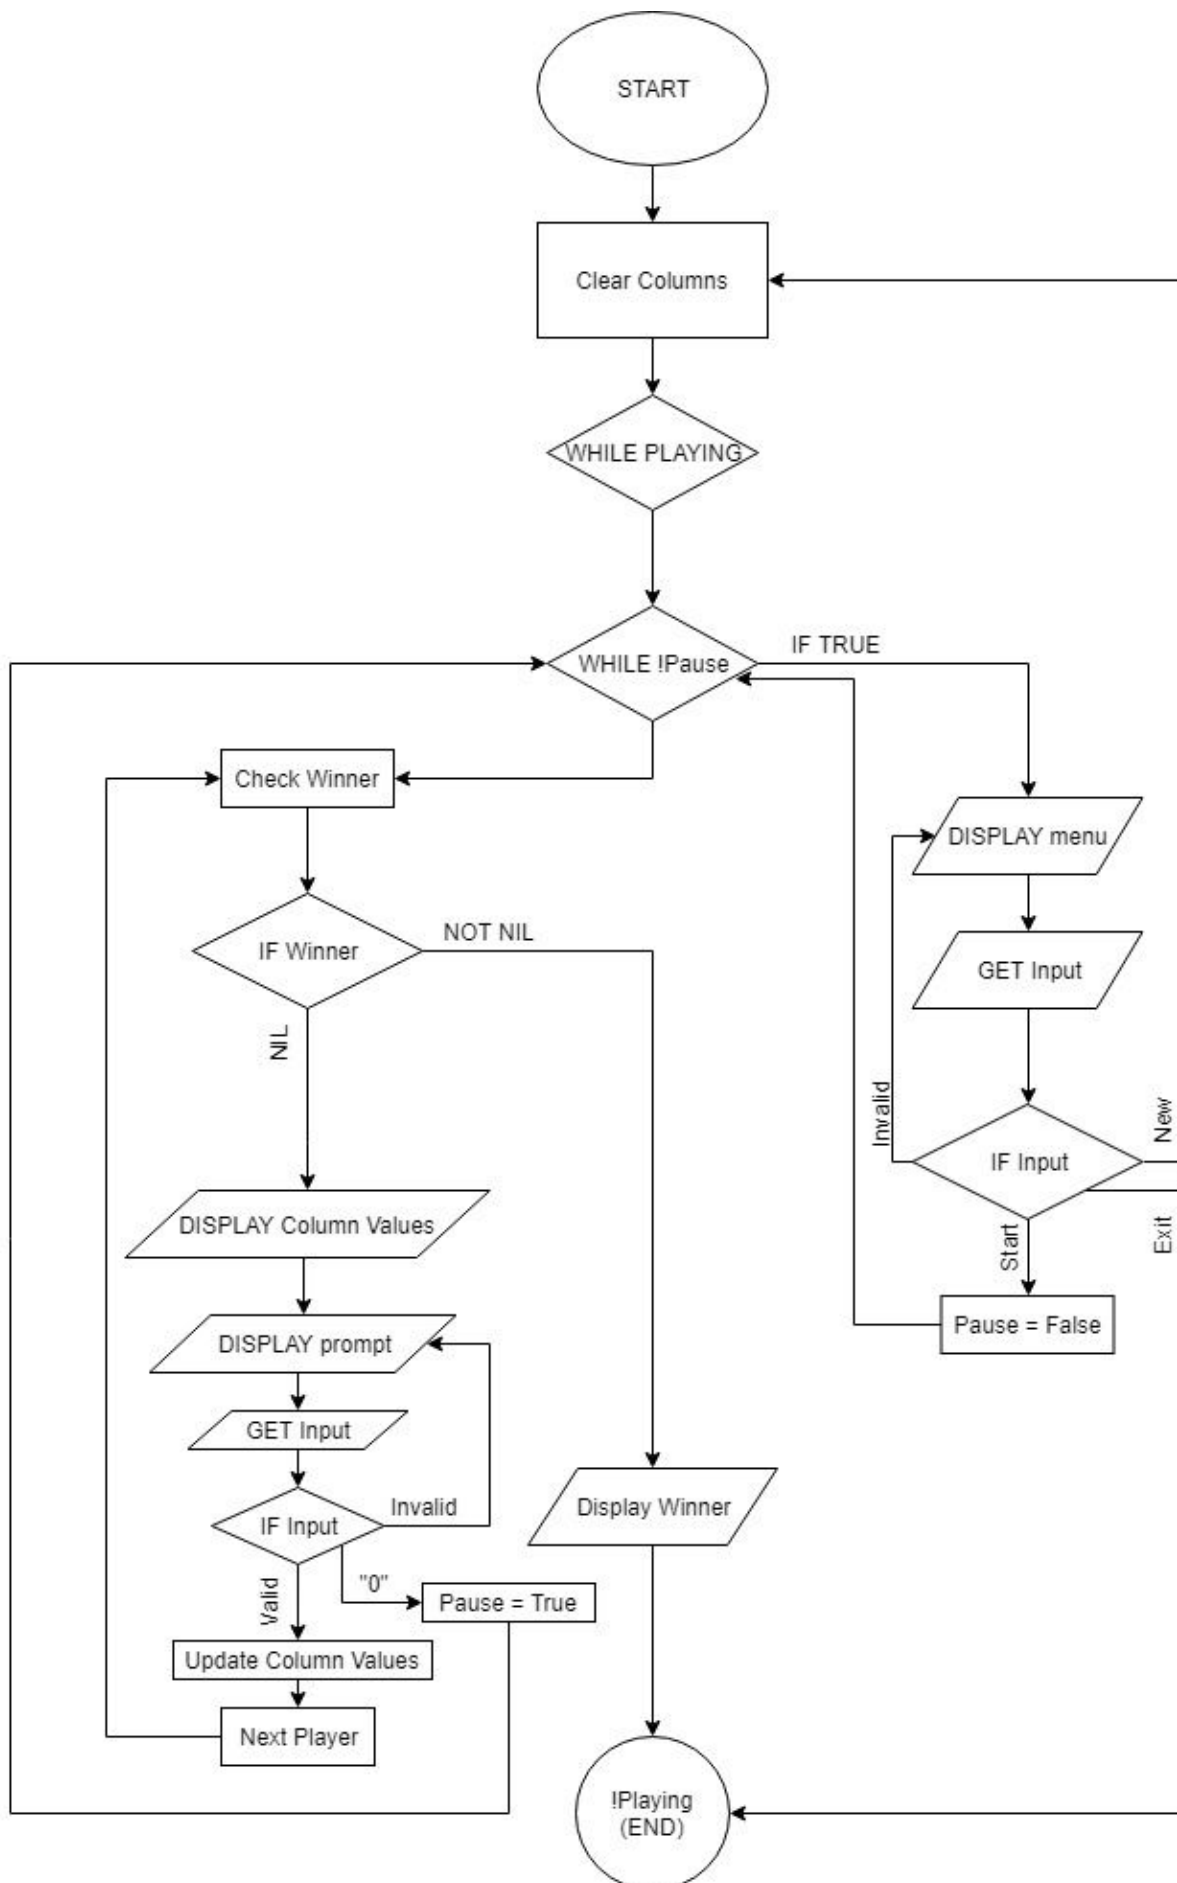 START
Clear Columns
WHILE PLAYING
WHILE !Pause
IF TRUE
Check Winner
DISPLAY menu
IF Winner
NOT NIL
GET Input
NIL
Invalid
New
IF Input
DISPLAY Column Values
Start
Exit
DISPLAY prompt
Pause = False
GET Input
Invalid
IF Input
Display Winner
Valid
"0"
Pause = True
Update Column Values
Next Player
!Playing
(END)